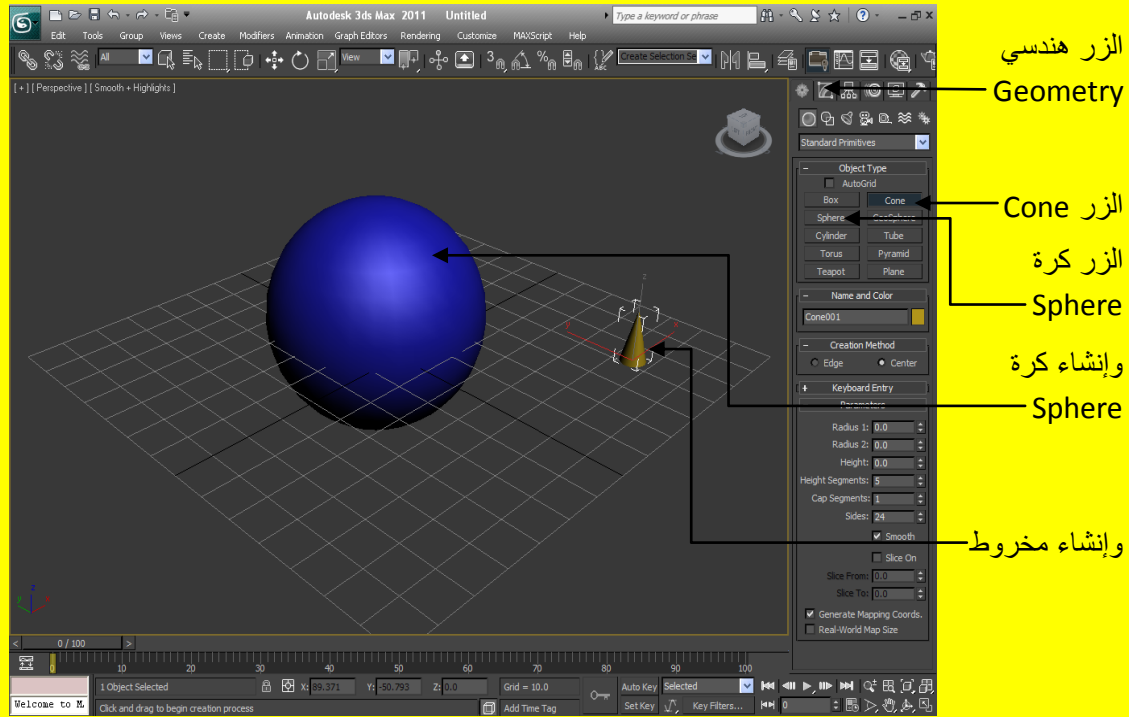 Autodesk 3ds Max 2011 Untitled
Type a keyword or phrase
Edit Tools Group Views Create Modifiers Animation Graph Editors Rendering Customize MAXScript Help
All
View
Create Selection Se
[ + ] [ Perspective ] [ Smooth + Highlights ]
Standard Primitives
Object Type
AutoGrid
Box Cone
Sphere GeoSphere
Cylinder Tube
Torus Pyramid
Teapot Plane
Name and Color
Cone001
Creation Method
Edge Center
Keyboard Entry
Parameters
Radius 1: 0.0
Radius 2: 0.0
Height: 0.0
Height Segments: 5
Cap Segments: 1
Sides: 24
Smooth
Slice On
Slice From: 0.0
Slice To: 0.0
Generate Mapping Coords.
Real-World Map Size
الزر هندسي
Geometry
الزر Cone
الزر كرة
Sphere
وإنشاء كرة
Sphere
وإنشاء مخروط
z
y x
z
y x
< 0 / 100 >
0 10 20 30 40 50 60 70 80 90 100
1 Object Selected X: 89.371 Y: -50.793 Z: 0.0 Grid = 10.0 Auto Key Selected
Welcome to M. Click and drag to begin creation process Add Time Tag Set Key Key Filters... 0